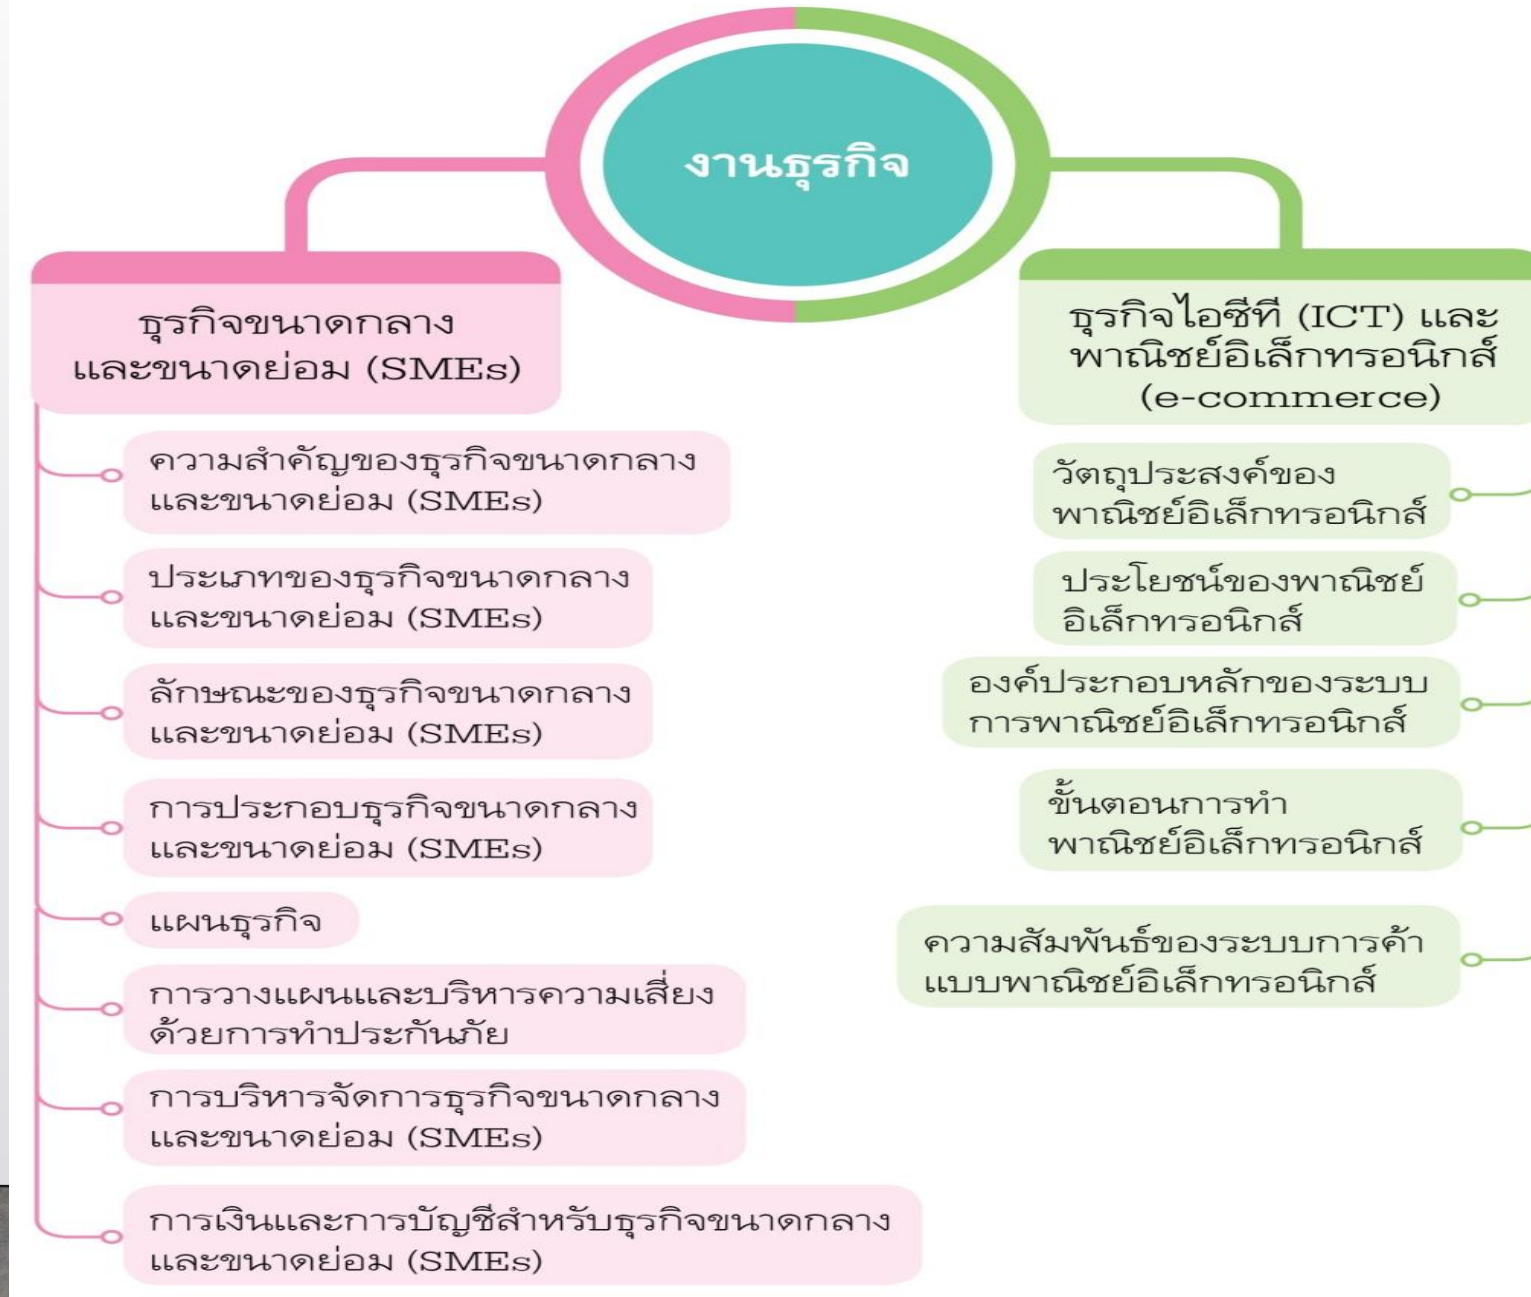 งานธุรกิจ
ธุรกิจขนาดกลาง
และขนาดย่อม (SMEs)
ความสำคัญของธุรกิจขนาดกลาง
และขนาดย่อม (SMEs)
ประเภทของธุรกิจขนาดกลาง
และขนาดย่อม (SMEs)
ลักษณะของธุรกิจขนาดกลาง
และขนาดย่อม (SMEs)
การประกอบธุรกิจขนาดกลาง
และขนาดย่อม (SMEs)
แผนธุรกิจ
การวางแผนและบริหารความเสี่ยง
ด้วยการทำประกันภัย
การบริหารจัดการธุรกิจขนาดกลาง
และขนาดย่อม (SMEs)
การเงินและการบัญชีสำหรับธุรกิจขนาดกลาง
และขนาดย่อม (SMEs)
ธุรกิจไอซีที (ICT) และ
พาณิชย์อิเล็กทรอนิกส์
(e-commerce)
วัตถุประสงค์ของ
พาณิชย์อิเล็กทรอนิกส์
ประโยชน์ของพาณิชย์
อิเล็กทรอนิกส์
องค์ประกอบหลักของระบบ
การพาณิชย์อิเล็กทรอนิกส์
ขั้นตอนการทำ
พาณิชย์อิเล็กทรอนิกส์
ความสัมพันธ์ของระบบการค้า
แบบพาณิชย์อิเล็กทรอนิกส์